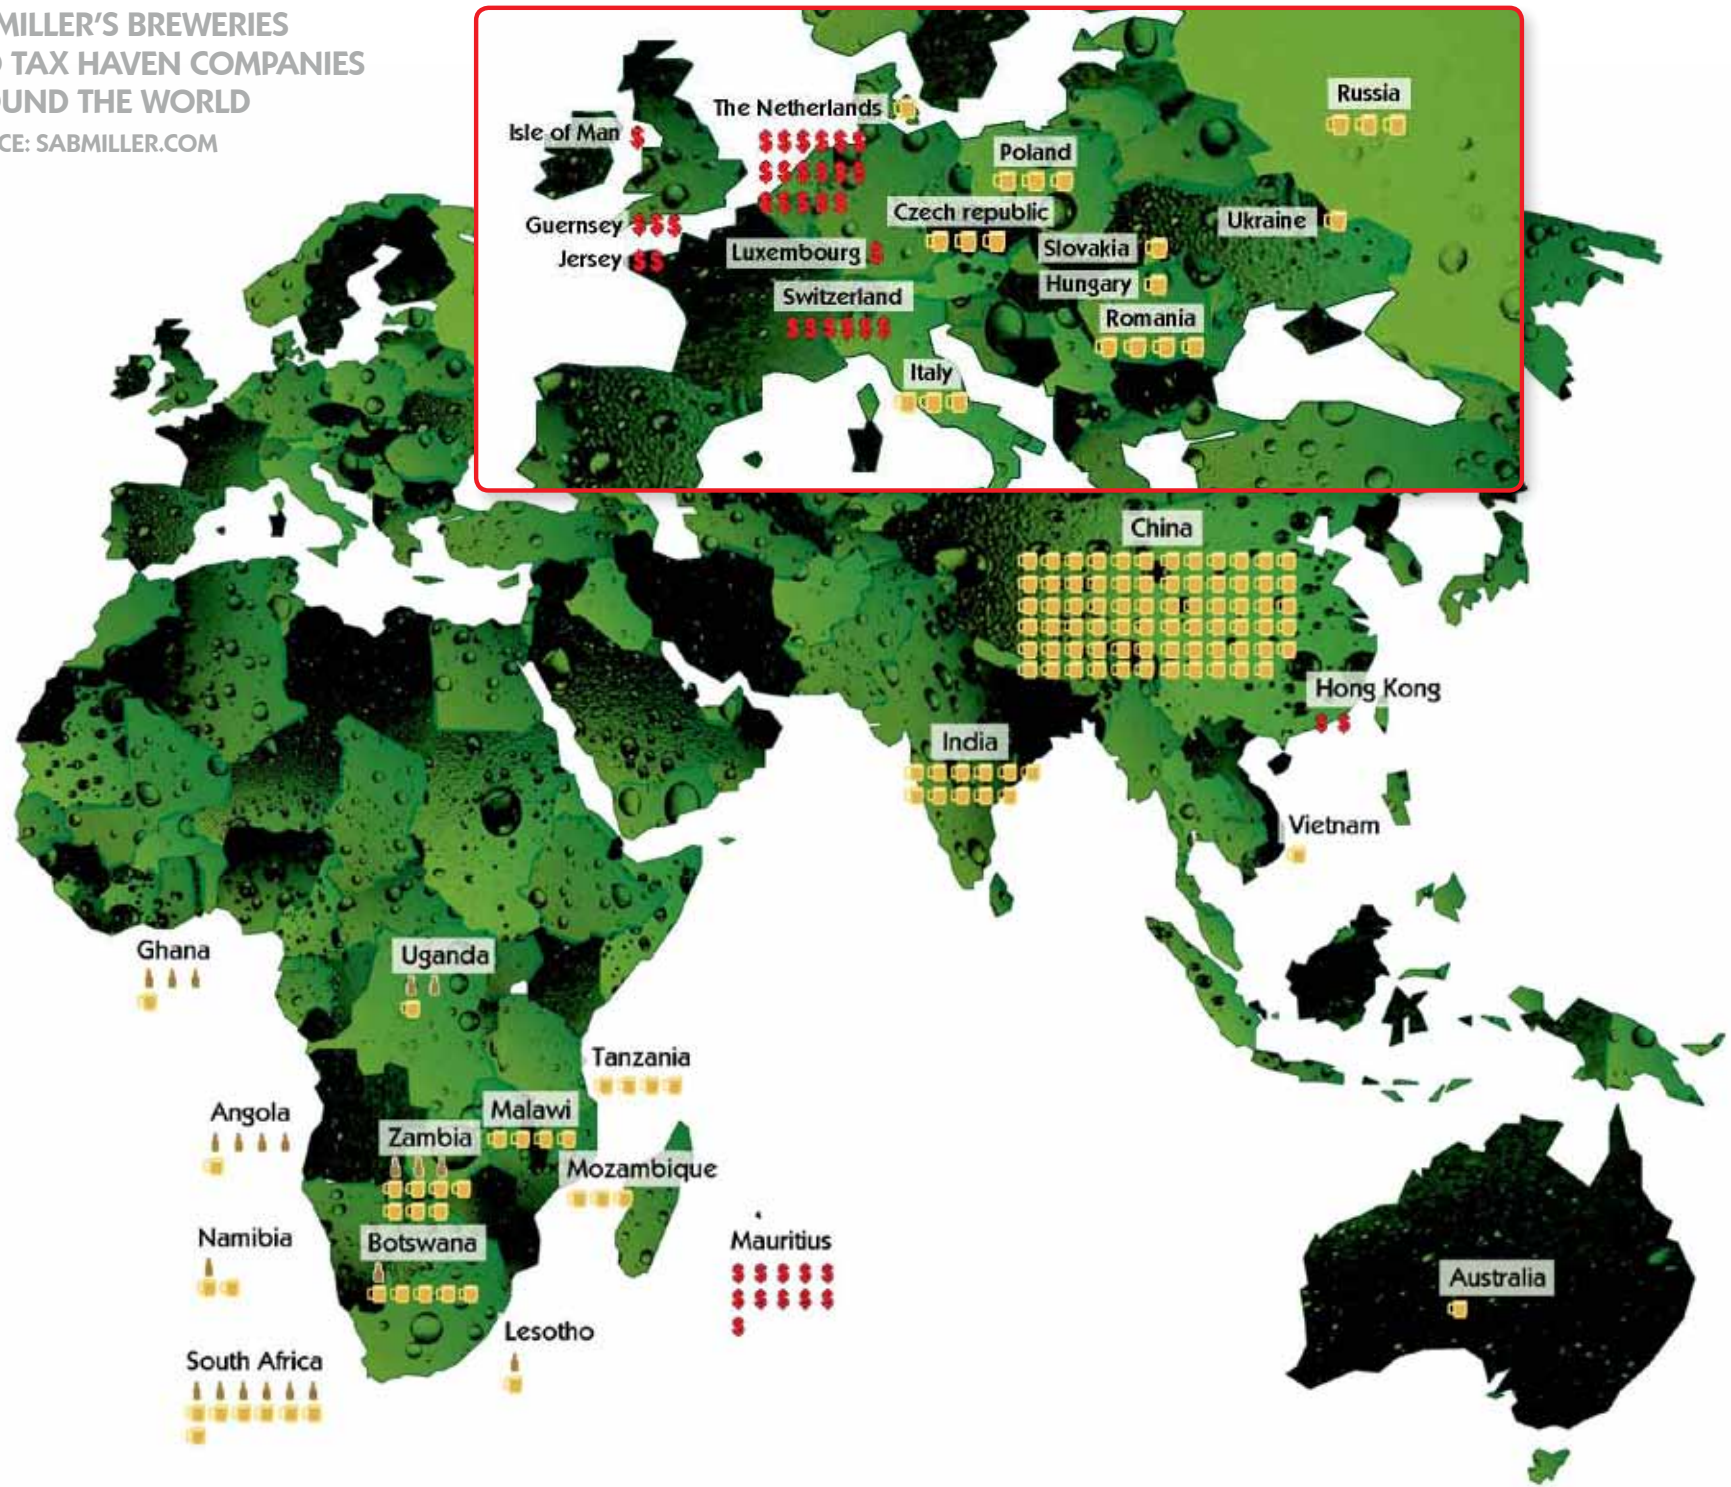 MILLER'S BREWERIES
TAX HAVEN COMPANIES
UND THE WORLD
CE: SABMILLER.COM
Russia
The Netherlands
Isle of Man
Poland
Czech republic
Guernsey
Ukraine
Slovakia
Luxembourg
Jersey
Hungary
Switzerland
Romania
Italy
China
Hong Kong
India
Vietnam
Ghana
Uganda
Tanzania
Angola
Malawi
Zambia
Mozambique
Namibia
Botswana
Mauritius
Australia
Lesotho
South Africa